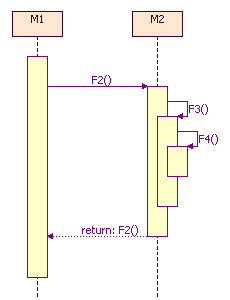 M1
M2
F2()
F3()
F4()
return: F2()